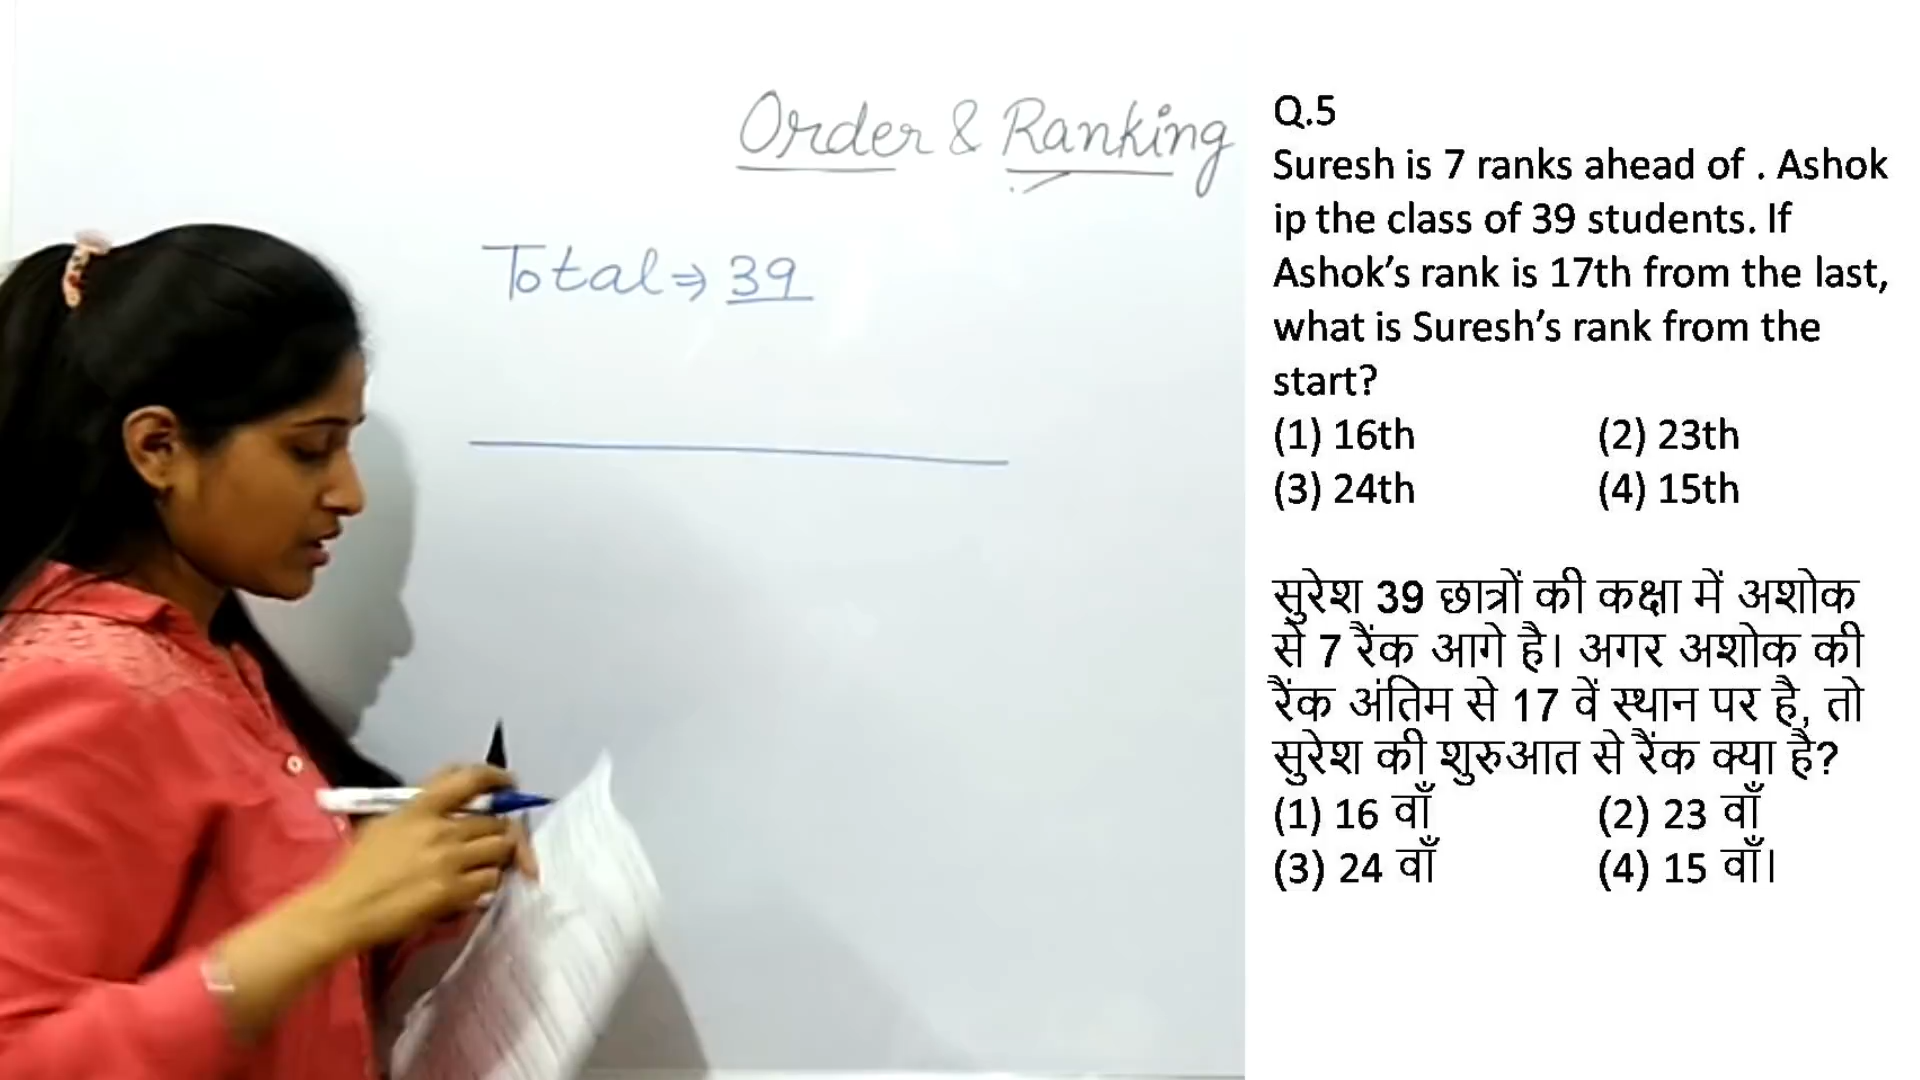 Order & Ranking
Total ⇒ 39
Q.5
Suresh is 7 ranks ahead of . Ashok
ip the class of 39 students. If
Ashok’s rank is 17th from the last,
what is Suresh’s rank from the
start?
(1) 16th (2) 23th
(3) 24th (4) 15th
सुरेश 39 छात्रों की कक्षा में अशोक
से 7 रैंक आगे है। अगर अशोक की
रैंक अंतिम से 17 वें स्थान पर है, तो
सुरेश की शुरुआत से रैंक क्या है?
(1) 16 वाँ (2) 23 वाँ
(3) 24 वाँ (4) 15 वाँ।